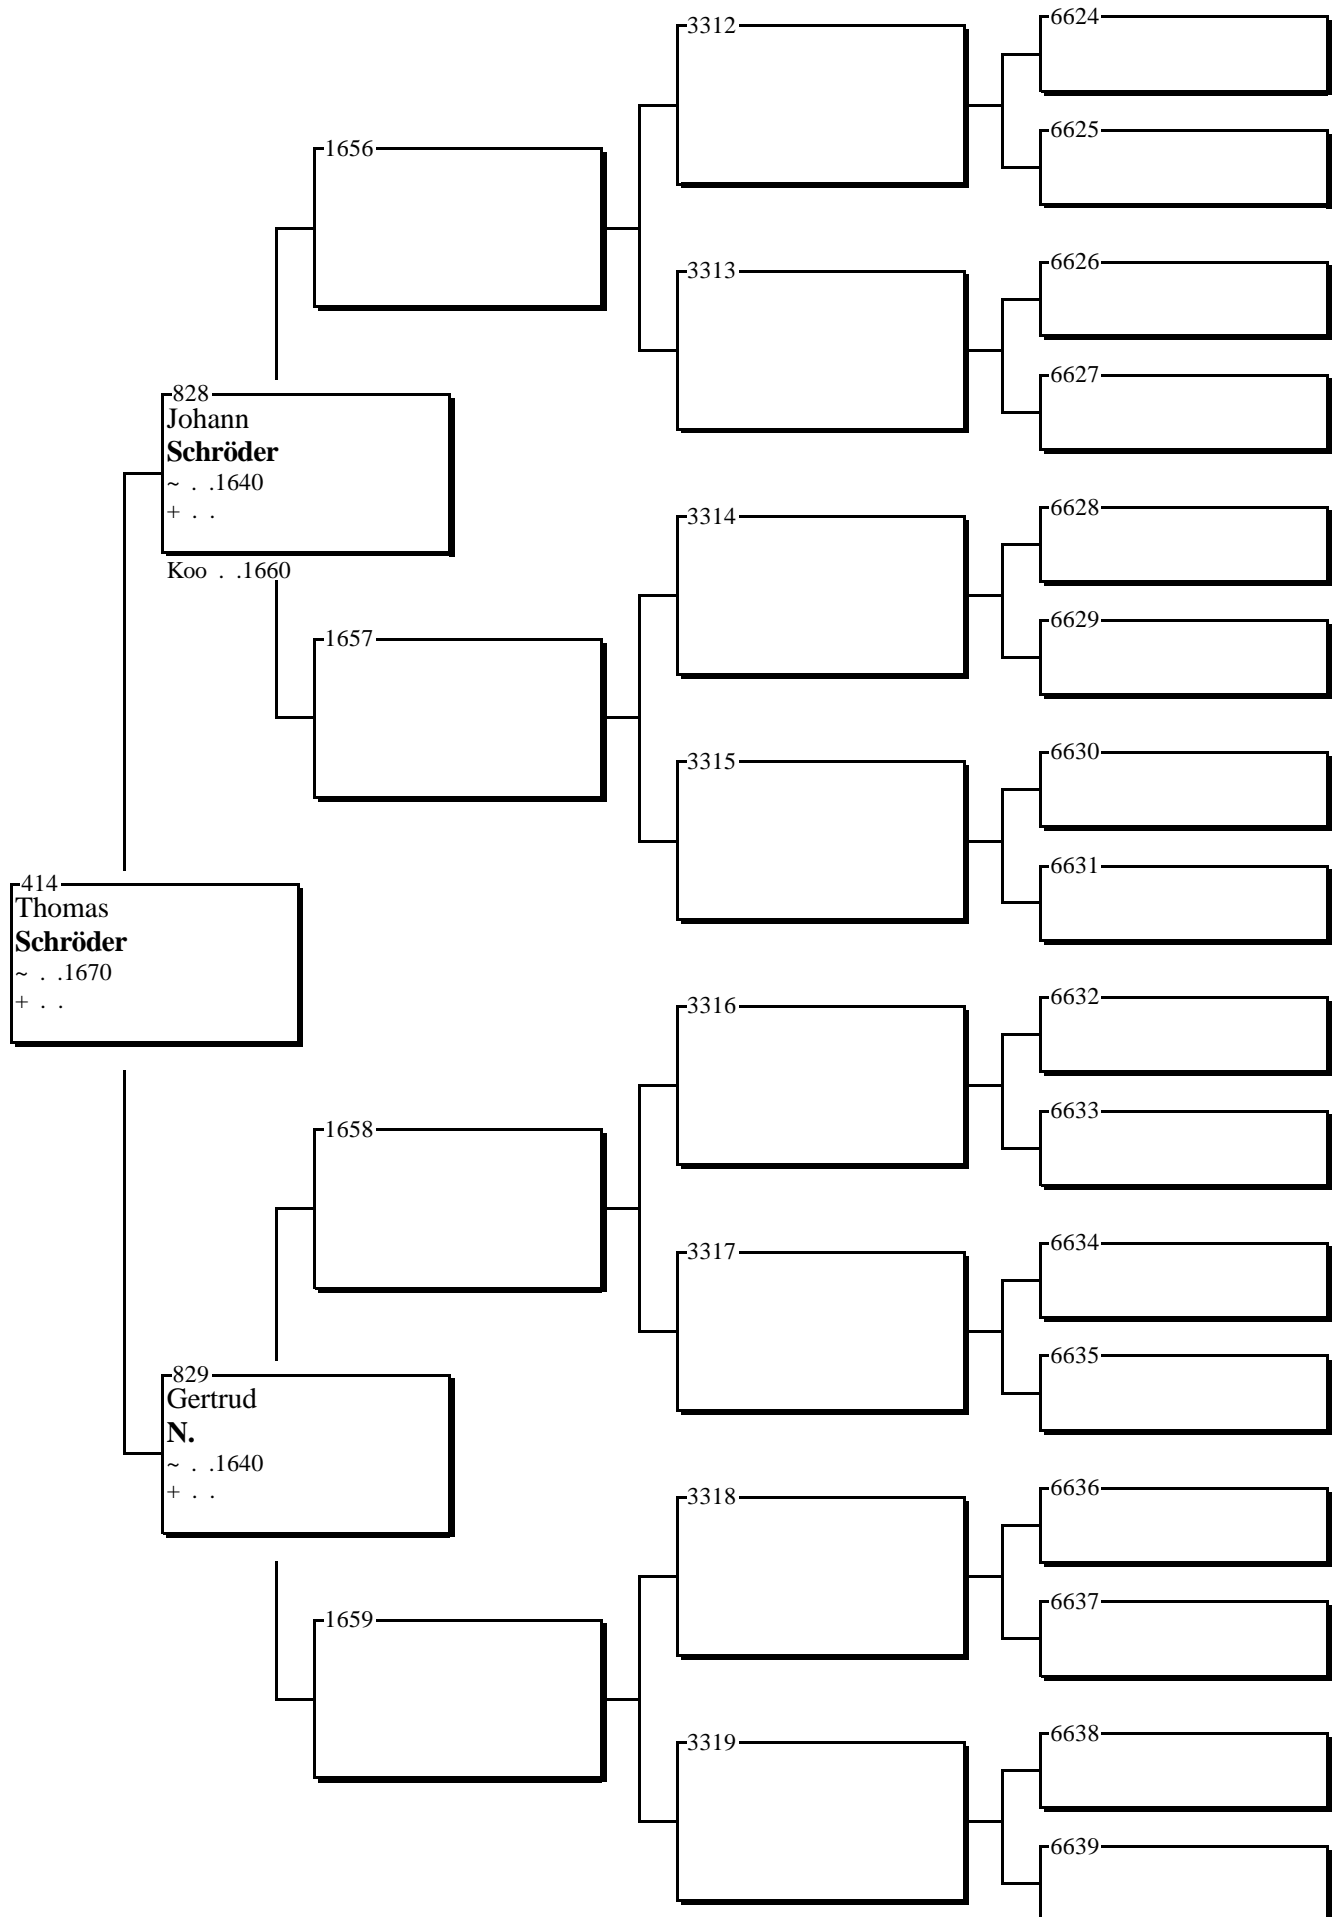 3312
6624
6625
1656
3313
6626
6627
828
Johann
Schröder
~ . .1640
+ . .
Koo . .1660
3314
6628
6629
1657
3315
6630
6631
414
Thomas
Schröder
~ . .1670
+ . .
3316
6632
6633
1658
3317
6634
6635
829
Gertrud
N.
~ . .1640
+ . .
3318
6636
6637
1659
3319
6638
6639